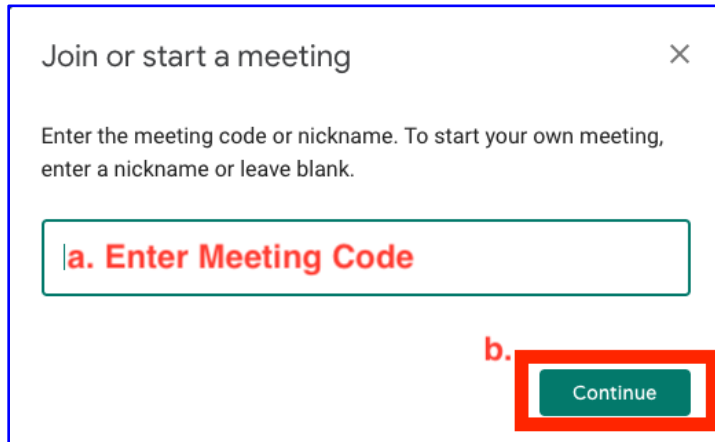 Join or start a meeting
Enter the meeting code or nickname. To start your own meeting,
enter a nickname or leave blank.
a. Enter Meeting Code
b.
Continue